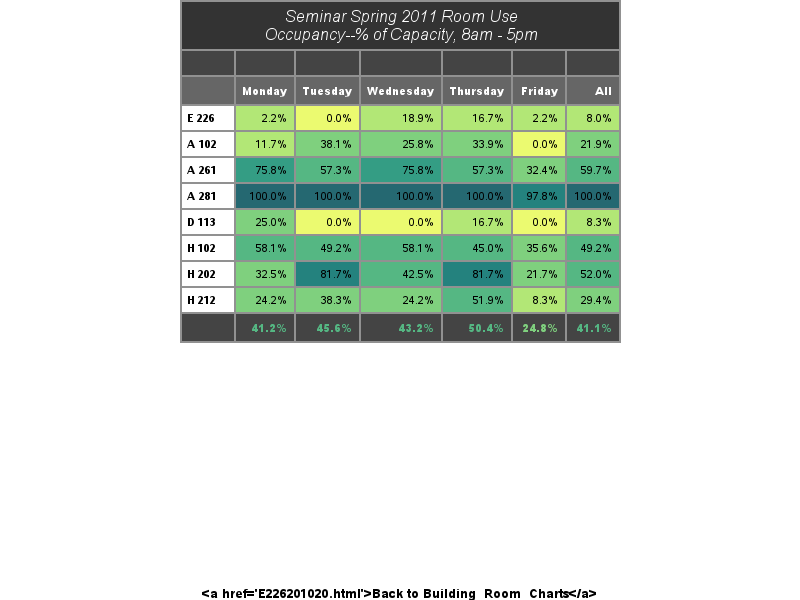 Seminar Spring 2011 Room Use
Occupancy--% of Capacity, 8am - 5pm
Monday Tuesday Wednesday Thursday Friday All
E 226 2.2% 0.0% 18.9% 16.7% 2.2% 8.0%
A 102 11.7% 38.1% 25.8% 33.9% 0.0% 21.9%
A 261 75.8% 57.3% 75.8% 57.3% 32.4% 59.7%
A 281 100.0% 100.0% 100.0% 100.0% 97.8% 100.0%
D 113 25.0% 0.0% 0.0% 16.7% 0.0% 8.3%
H 102 58.1% 49.2% 58.1% 45.0% 35.6% 49.2%
H 202 32.5% 81.7% 42.5% 81.7% 21.7% 52.0%
H 212 24.2% 38.3% 24.2% 51.9% 8.3% 29.4%
41.2% 45.6% 43.2% 50.4% 24.8% 41.1%
<a href='E226201020.html'>Back to Building_Room_Charts</a>